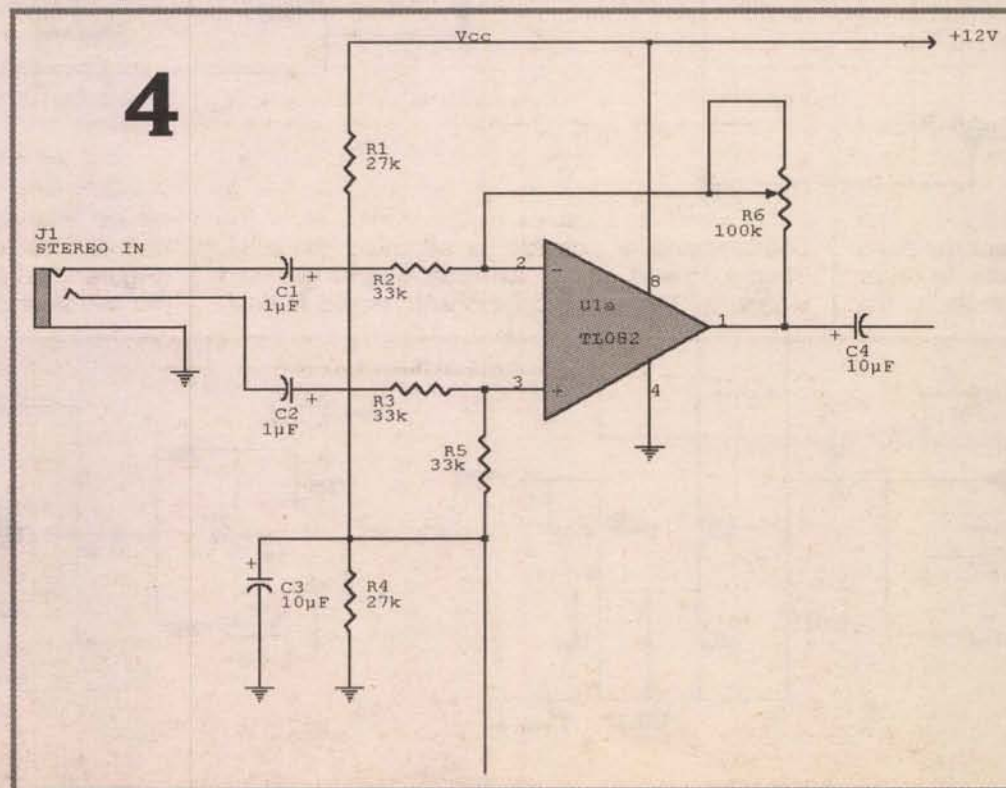 Vcc
+12V
4
R1
27k
R6
100k
J1
STEREO IN
C1
1µF
R2
33k
2
-
8
U1a
TL082
1
+
C4
10µF
C2
1µF
+
R3
33k
3
+
4
R5
33k
+
C3
10µF
R4
27k
+